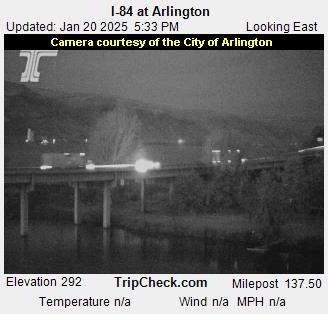 I-84 at Arlington
Updated: Jan 20 2025 5:33 PM Looking East
Camera courtesy of the City of Arlington
Elevation 292 TripCheck.com Milepost 137.50
Temperature n/a Wind n/a MPH n/a